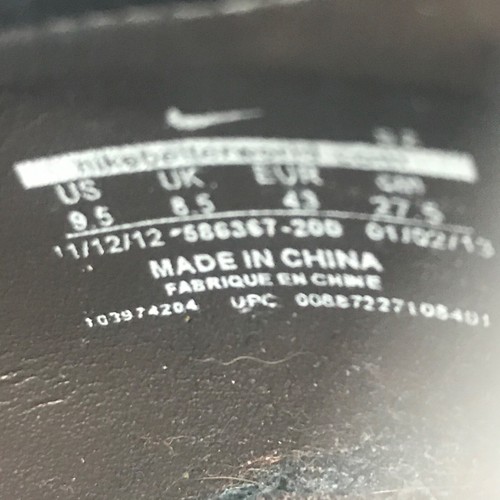 nikebetterworld.com
US UK EUR cm
9.5 8.5 43 27.5
11/12/12 586367-200 01/02/13
MADE IN CHINA
FABRIQUE EN CHINE
103974204 UPC 00887227108401